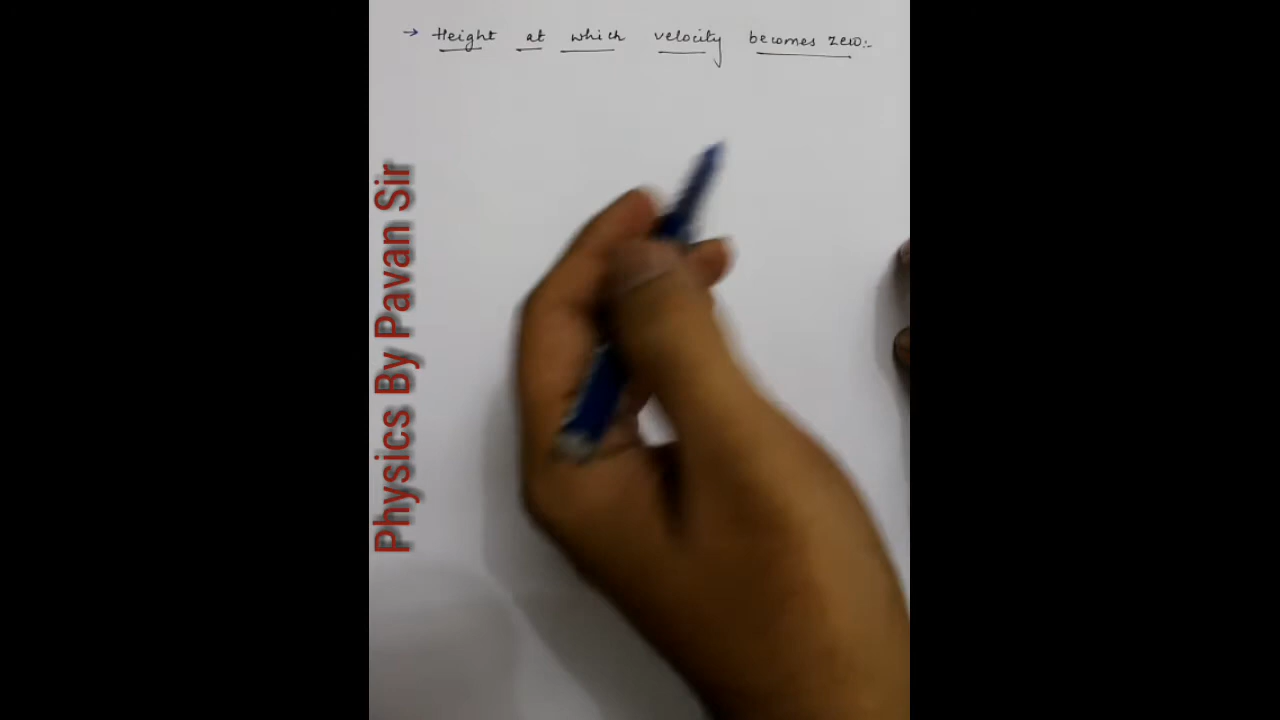 → Height at which velocity becomes zero:-
Physics By Pavan Sir